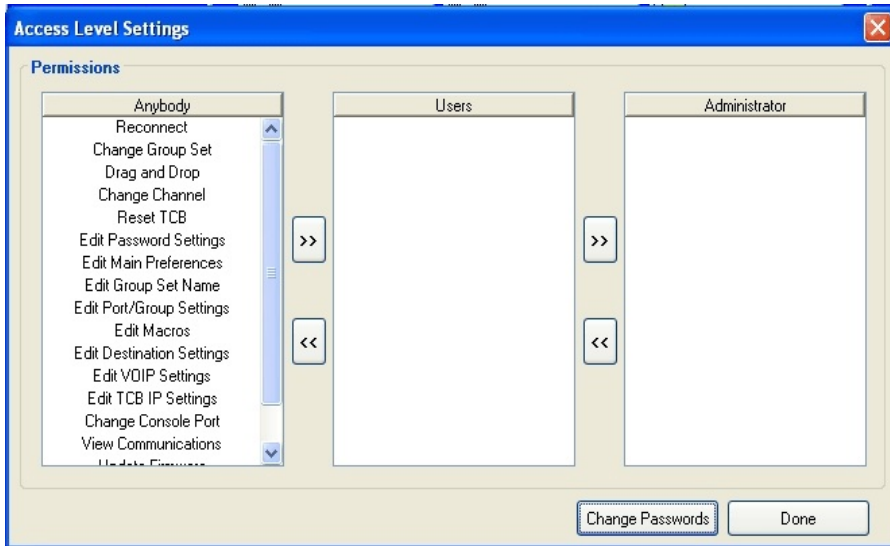 Access Level Settings
Permissions
Anybody
Users
Administrator
Reconnect
Change Group Set
Drag and Drop
Change Channel
Reset TCB
Edit Password Settings
Edit Main Preferences
Edit Group Set Name
Edit Port/Group Settings
Edit Macros
Edit Destination Settings
Edit VOIP Settings
Edit TCB IP Settings
Change Console Port
View Communications
Update Firmware
>>
<<
>>
<<
Change Passwords
Done